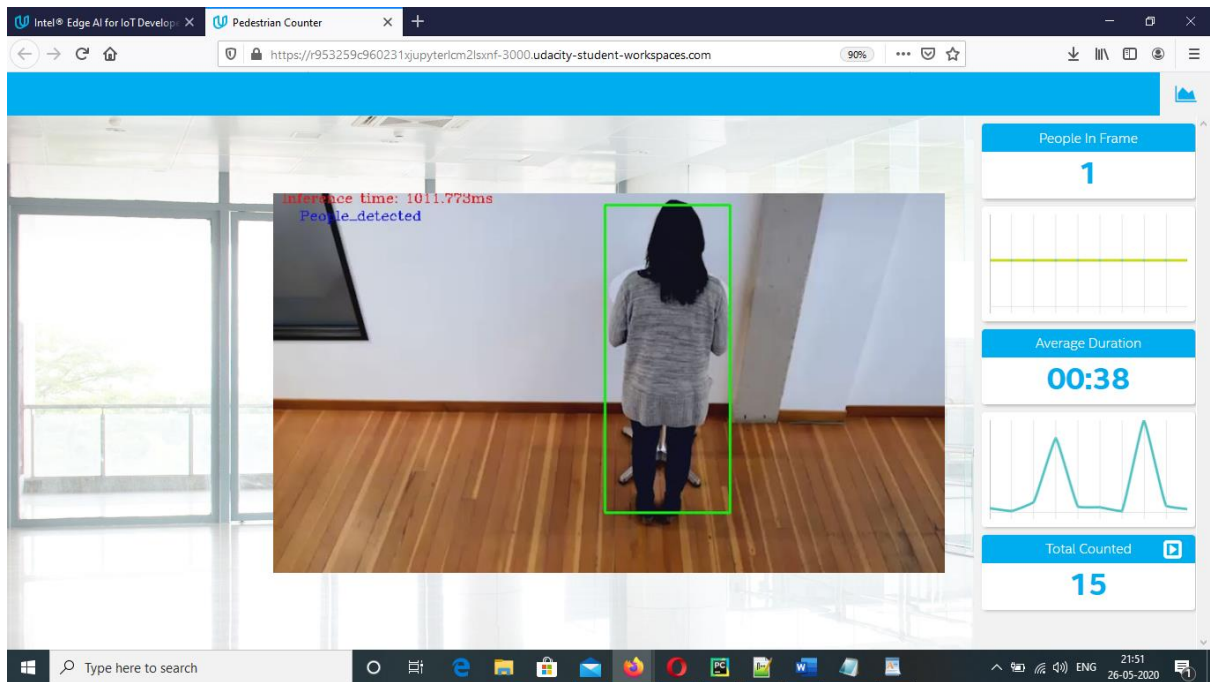 Intel® Edge AI for IoT Develop
Pedestrian Counter
https://r953259c960231xjupyterlcm2lsxnf-3000.udacity-student-workspaces.com
90%
People In Frame
1
inference time: 1011.773ms
People_detected
Average Duration
00:38
Total Counted
15
Type here to search
ENG
21:51
26-05-2020